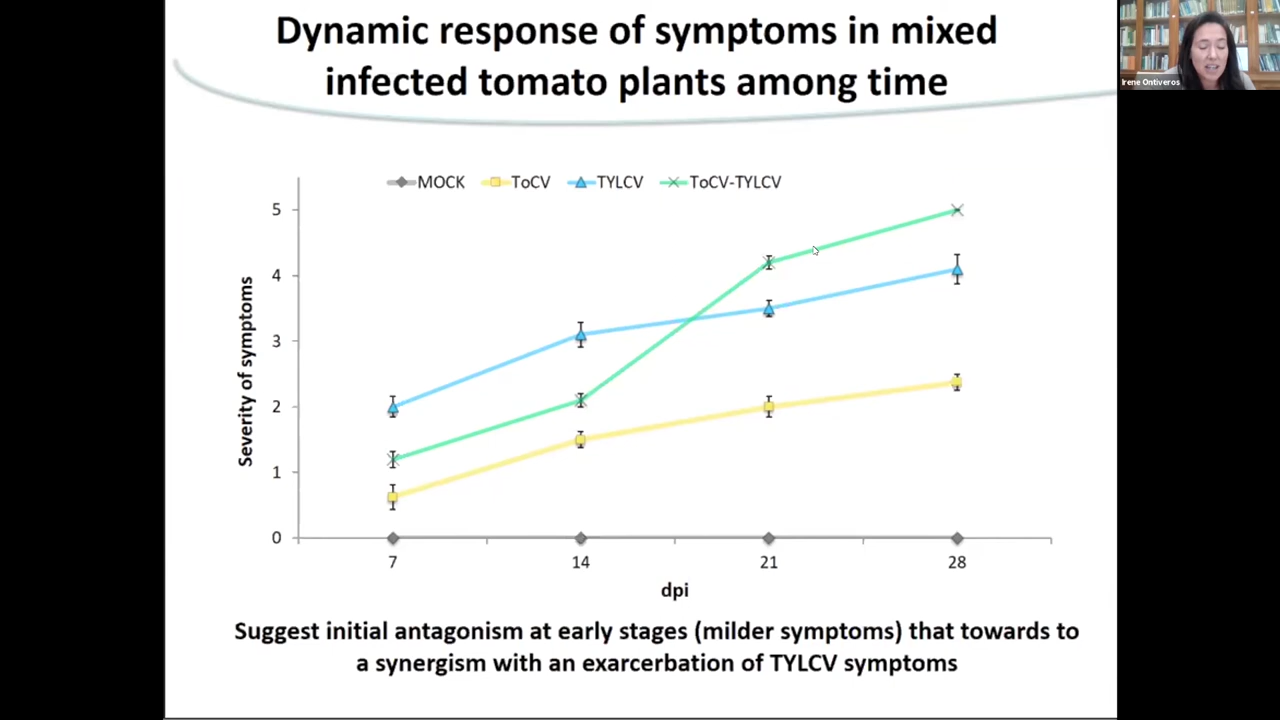 Dynamic response of symptoms in mixed
infected tomato plants among time
Irene Ontiveros
MOCK ToCV TYLCV ToCV-TYLCV
5
4
3
2
1
0
Severity of symptoms
7 14 21 28
dpi
Suggest initial antagonism at early stages (milder symptoms) that towards to
a synergism with an exarcerbation of TYLCV symptoms